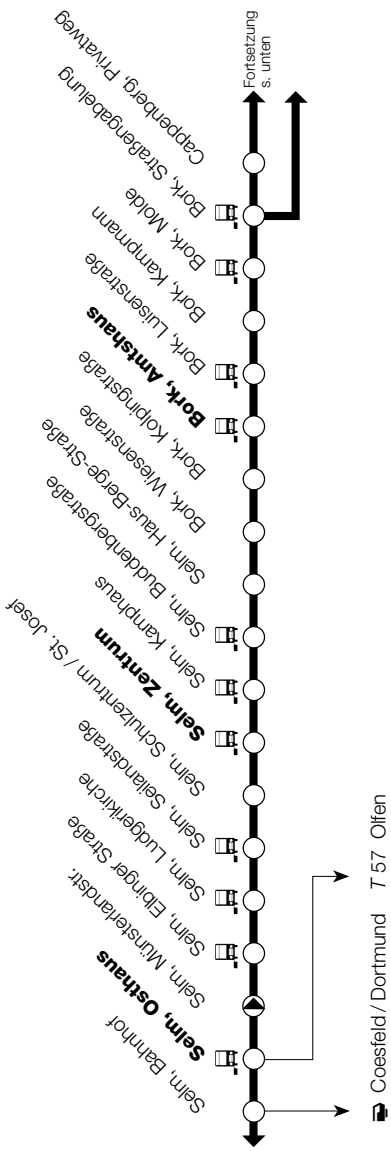 Selm, Bahnhof
Selm, Osthaus
Selm, Münsterlandstr.
Selm, Elbinger Straße
Selm, Ludgerikirche
Selm, Seilandstraße
Selm, Schulzentrum / St. Josef
Selm, Zentrum
Selm, Kamphaus
Selm, Buddenbergstraße
Selm, Haus-Berge-Straße
Bork, Wiesenstraße
Bork, Kolpingstraße
Bork, Amtshaus
Bork, Luisenstraße
Bork, Kampmann
Bork, Molde
Bork, Straßengabelung
Cappenberg, Privatweg
Fortsetzung
s. unten
Coesfeld / Dortmund
T 57 Olfen